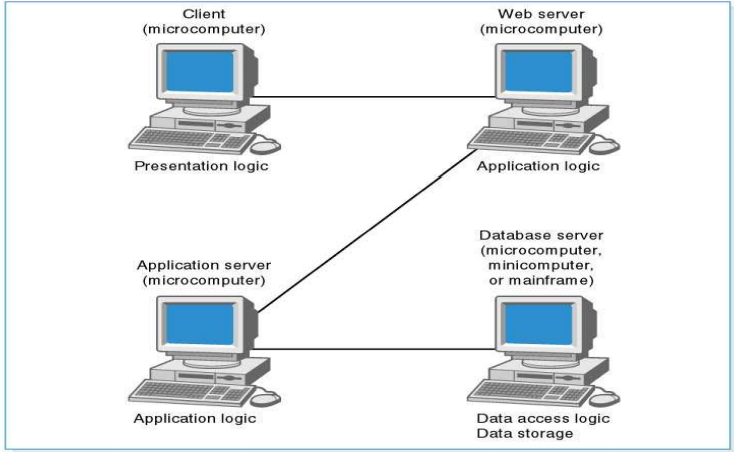 Client
(microcomputer)
Web server
(microcomputer)
Presentation logic
Application logic
Application server
(microcomputer)
Database server
(microcomputer,
minicomputer,
or mainframe)
Application logic
Data access logic
Data storage